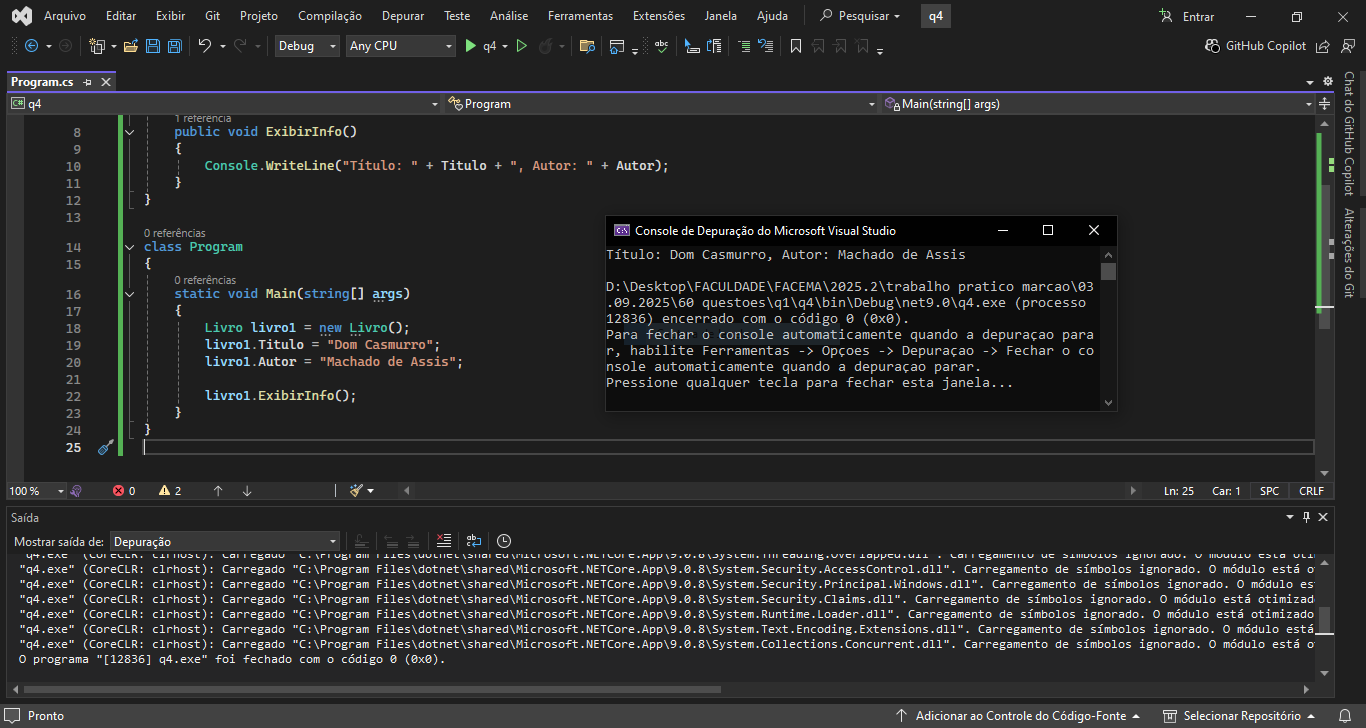 Arquivo Editar Exibir Git Projeto Compilação Depurar Teste Análise Ferramentas Extensões Janela Ajuda Pesquisar q4 Entrar
Debug Any CPU q4 abc GitHub Copilot
Program.cs
C# q4 Program Main(string[] args)
1 referência
8 public void ExibirInfo()
9 {
10 Console.WriteLine("Título: " + Titulo + ", Autor: " + Autor);
11 }
12 }
13
0 referências
14 class Program
15 {
0 referências
16 static void Main(string[] args)
17 {
18 Livro livro1 = new Livro();
19 livro1.Titulo = "Dom Casmurro";
20 livro1.Autor = "Machado de Assis";
21
22 livro1.ExibirInfo();
23 }
24 }
25
Console de Depuração do Microsoft Visual Studio
Título: Dom Casmurro, Autor: Machado de Assis
D:\Desktop\FACULDADE\FACEMA\2025.2\trabalho pratico marcao\03
.09.2025\60 questoes\q1\q4\bin\Debug\net9.0\q4.exe (processo
12836) encerrado com o código 0 (0x0).
Para fechar o console automaticamente quando a depuraçao para
r, habilite Ferramentas -> Opçoes -> Depuraçao -> Fechar o co
nsole automaticamente quando a depuraçao parar.
Pressione qualquer tecla para fechar esta janela...
Chat do GitHub Copilot
Alterações do Git
100 % 0 2 Ln: 25 Car: 1 SPC CRLF
Saída
Mostrar saída de: Depuração
"q4.exe" (CoreCLR: clrhost): Carregado "C:\Program Files\dotnet\shared\Microsoft.NETCore.App\9.0.8\System.Threading.Overlapped.dll". Carregamento de símbolos ignorado. O módulo está oti
"q4.exe" (CoreCLR: clrhost): Carregado "C:\Program Files\dotnet\shared\Microsoft.NETCore.App\9.0.8\System.Security.AccessControl.dll". Carregamento de símbolos ignorado. O módulo está o
"q4.exe" (CoreCLR: clrhost): Carregado "C:\Program Files\dotnet\shared\Microsoft.NETCore.App\9.0.8\System.Security.Principal.Windows.dll". Carregamento de símbolos ignorado. O módulo es
"q4.exe" (CoreCLR: clrhost): Carregado "C:\Program Files\dotnet\shared\Microsoft.NETCore.App\9.0.8\System.Security.Claims.dll". Carregamento de símbolos ignorado. O módulo está otimizad
"q4.exe" (CoreCLR: clrhost): Carregado "C:\Program Files\dotnet\shared\Microsoft.NETCore.App\9.0.8\System.Runtime.Loader.dll". Carregamento de símbolos ignorado. O módulo está otimizado
"q4.exe" (CoreCLR: clrhost): Carregado "C:\Program Files\dotnet\shared\Microsoft.NETCore.App\9.0.8\System.Text.Encoding.Extensions.dll". Carregamento de símbolos ignorado. O módulo está
"q4.exe" (CoreCLR: clrhost): Carregado "C:\Program Files\dotnet\shared\Microsoft.NETCore.App\9.0.8\System.Collections.Concurrent.dll". Carregamento de símbolos ignorado. O módulo está o
O programa "[12836] q4.exe" foi fechado com o código 0 (0x0).
Pronto Adicionar ao Controle do Código-Fonte Selecionar Repositório